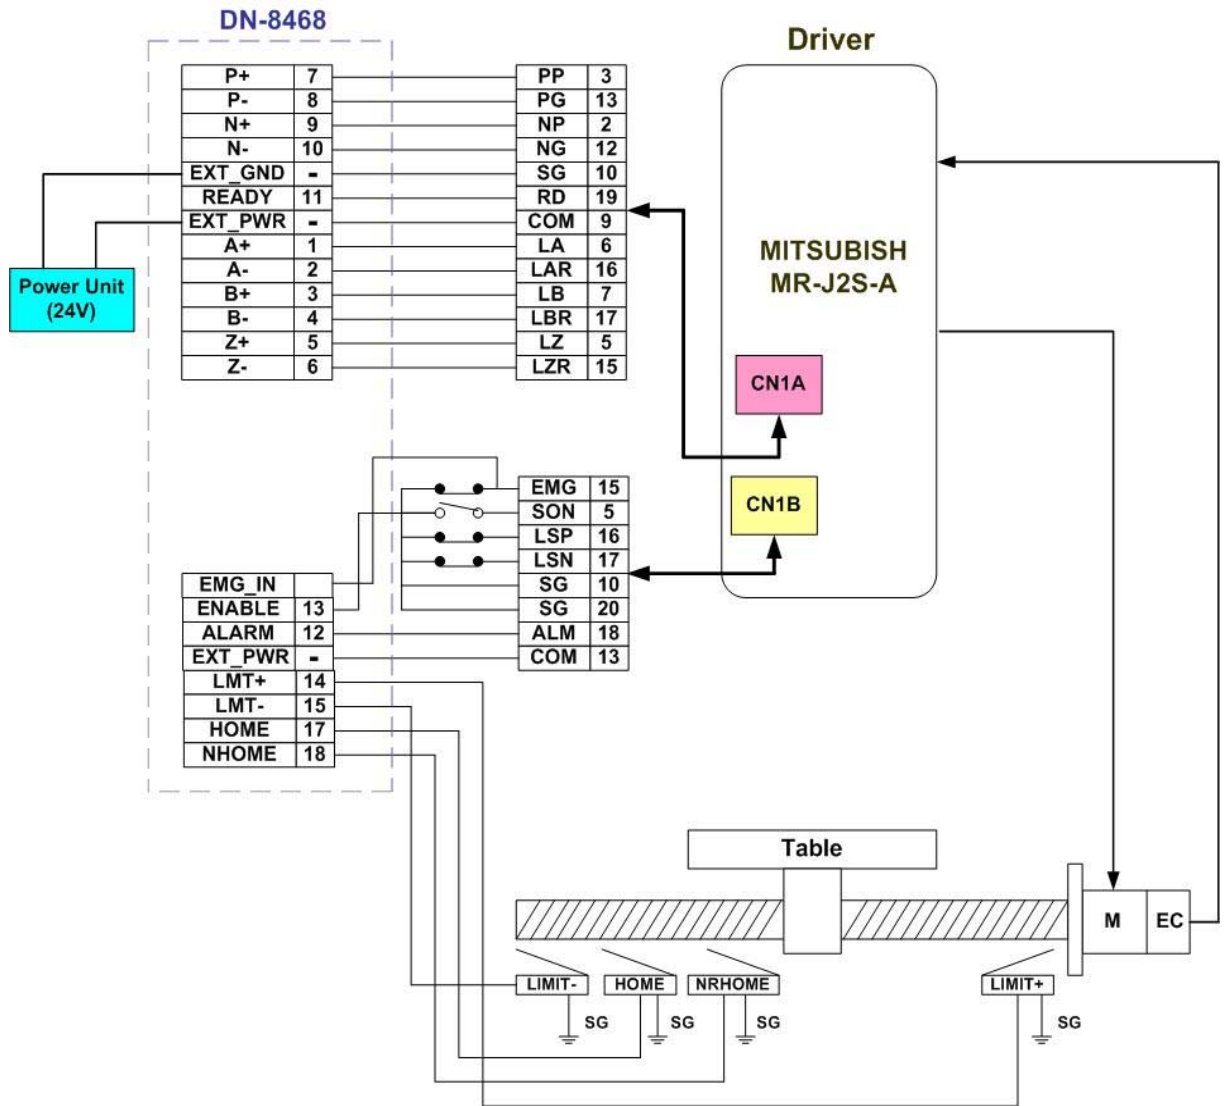 DN-8468
Driver
P+ 7 PP 3
P- 8 PG 13
N+ 9 NP 2
N- 10 NG 12
EXT_GND - SG 10
READY 11 RD 19
EXT_PWR - COM 9
A+ 1 LA 6
A- 2 LAR 16
B+ 3 LB 7
B- 4 LBR 17
Z+ 5 LZ 5
Z- 6 LZR 15
Power Unit
(24V)
MITSUBISH
MR-J2S-A
CN1A
CN1B
EMG 15
SON 5
LSP 16
LSN 17
SG 10
SG 20
ALM 18
COM 13
EMG_IN
ENABLE 13
ALARM 12
EXT_PWR -
LMT+ 14
LMT- 15
HOME 17
NHOME 18
Table
M EC
LIMIT- HOME NRHOME LIMIT+
SG SG SG SG